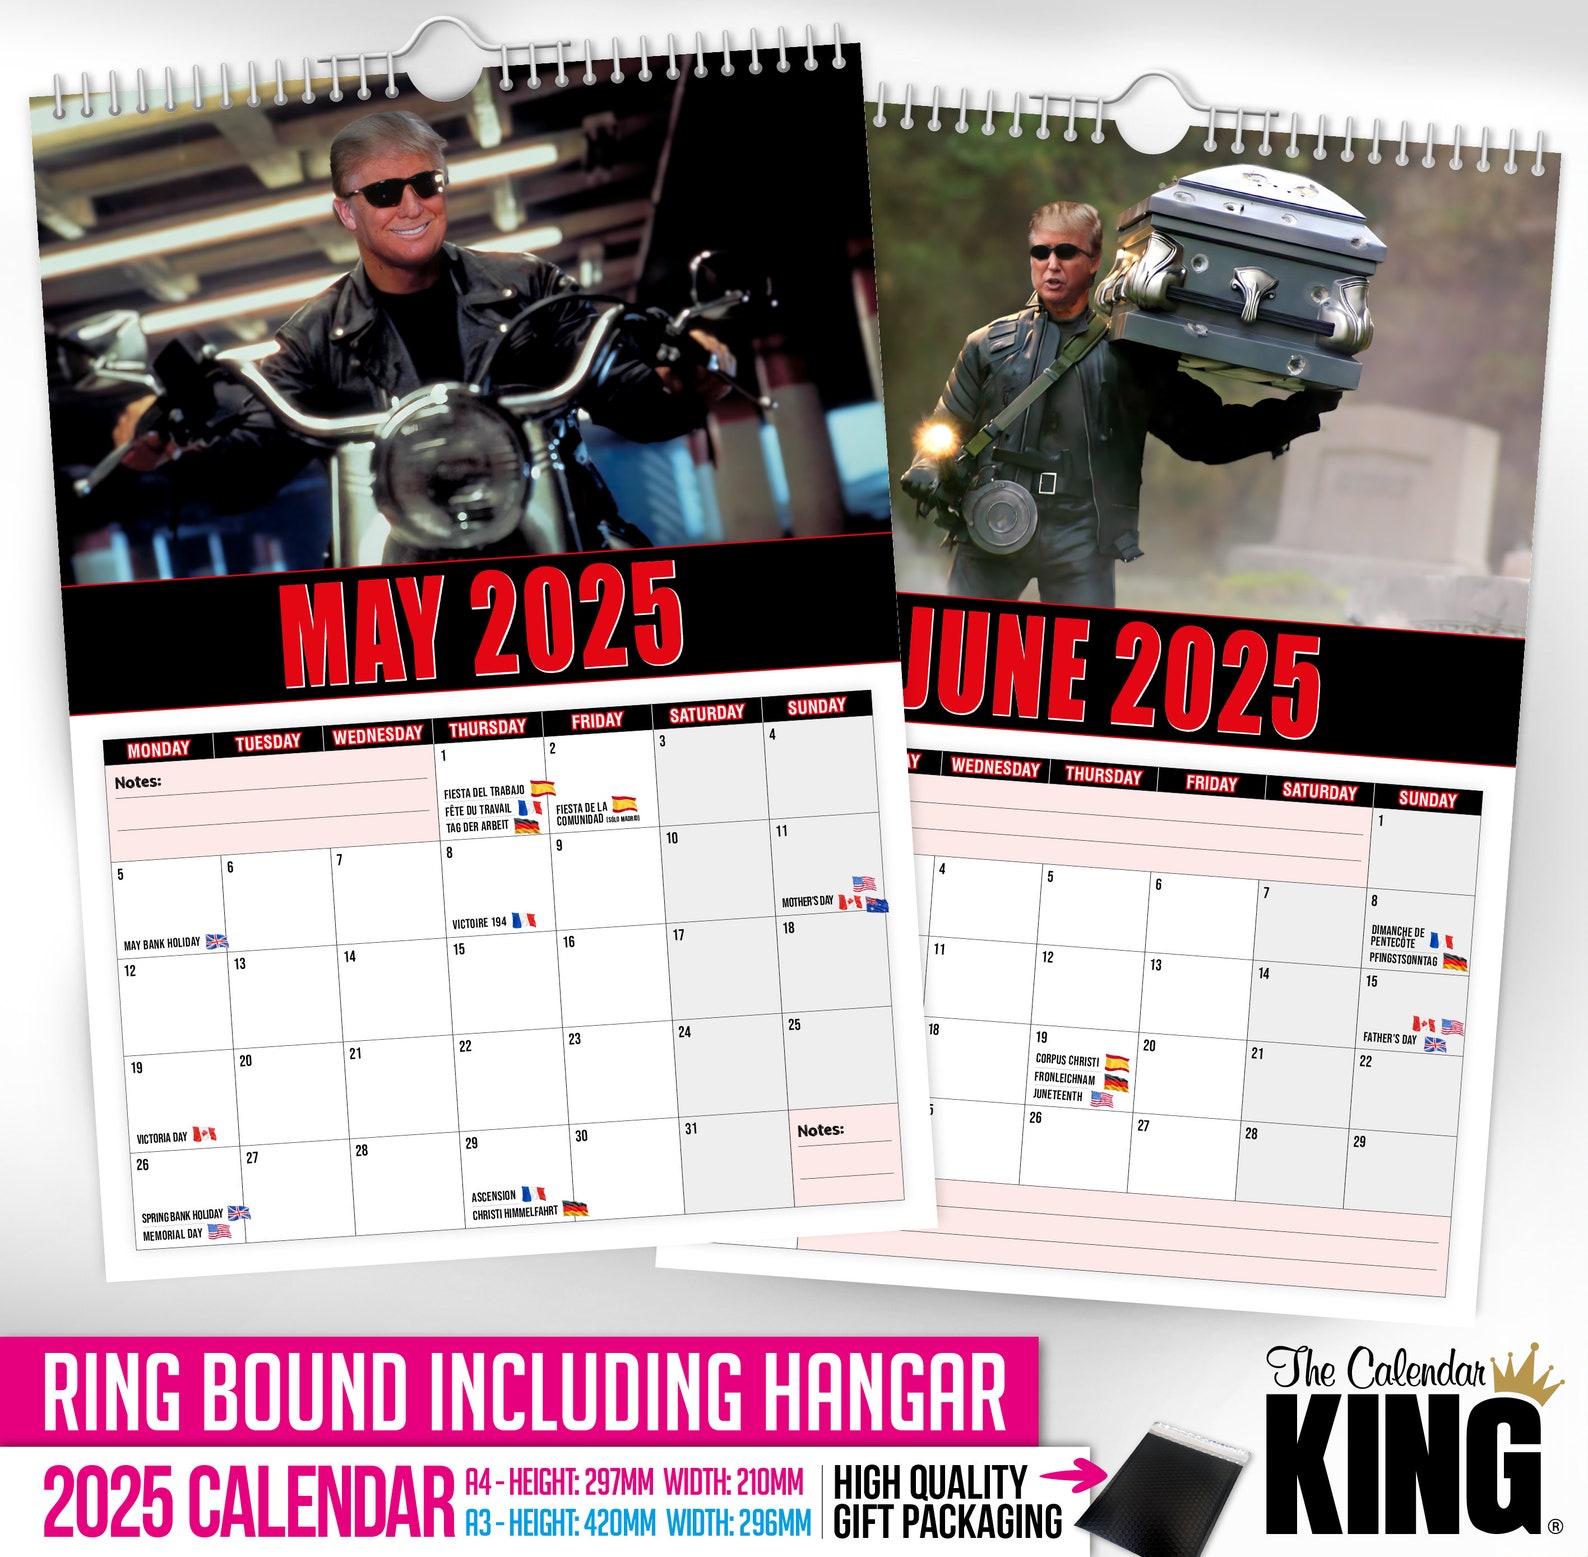 MAY 2025
MONDAY TUESDAY WEDNESDAY THURSDAY FRIDAY SATURDAY SUNDAY
Notes:
1 2 3 4
FIESTA DEL TRABAJO
FÊTE DU TRAVAIL
TAG DER ARBEIT
FIESTA DE LA
COMUNIDAD (SÓLO MADRID)
5 6 7 8 9 10 11
MAY BANK HOLIDAY
VICTOIRE 194
MOTHER'S DAY
12 13 14 15 16 17 18
19 20 21 22 23 24 25
VICTORIA DAY
26 27 28 29 30 31
Notes:
SPRING BANK HOLIDAY
MEMORIAL DAY
ASCENSION
CHRISTI HIMMELFAHRT
JUNE 2025
AY WEDNESDAY THURSDAY FRIDAY SATURDAY SUNDAY
1
4 5 6 7 8
DIMANCHE DE
PENTECÔTE
PFINGSTSONNTAG
11 12 13 14 15
FATHER'S DAY
18 19 20 21 22
CORPUS CHRISTI
FRONLEICHNAM
JUNETEENTH
5 26 27 28 29
RING BOUND INCLUDING HANGAR
2025 CALENDAR
A4 - HEIGHT: 297MM WIDTH: 210MM
A3 - HEIGHT: 420MM WIDTH: 296MM
HIGH QUALITY
GIFT PACKAGING
The Calendar
KING®